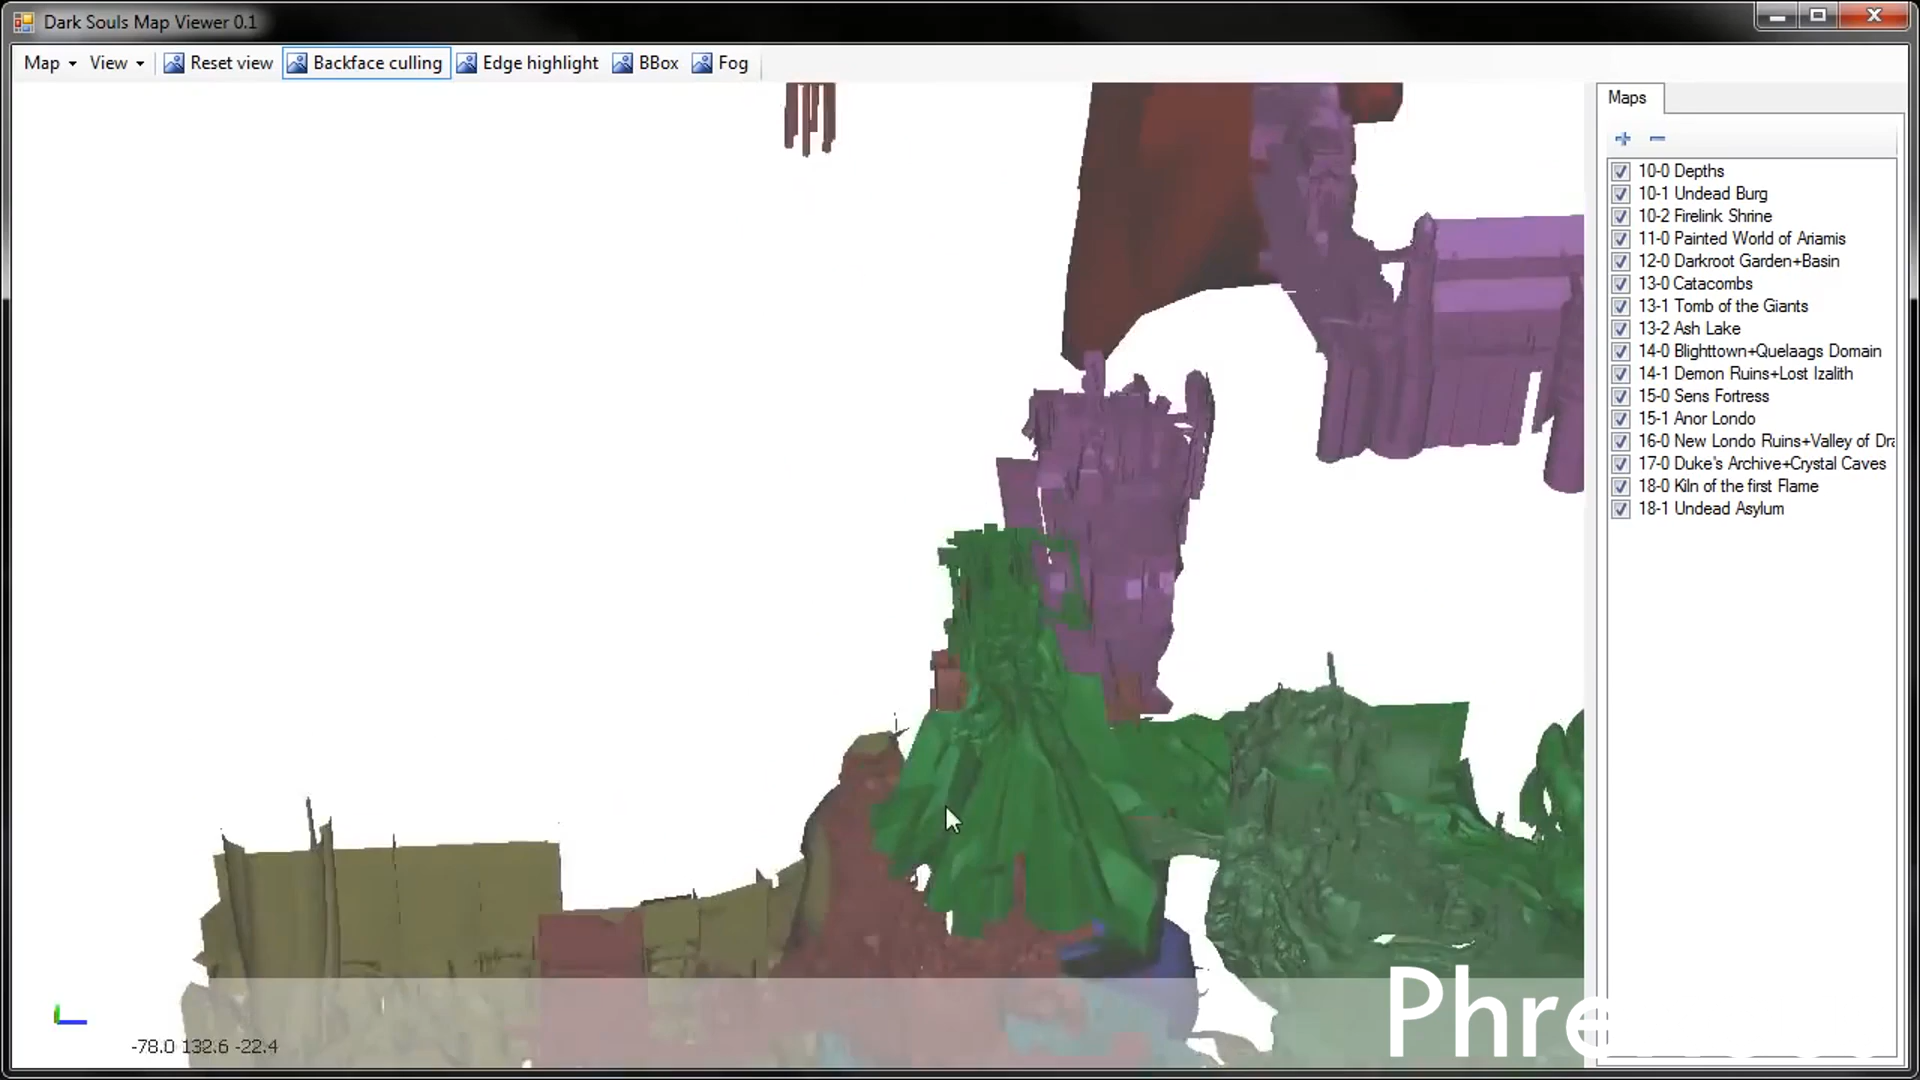 Dark Souls Map Viewer 0.1
Map View Reset view Backface culling Edge highlight BBox Fog
Maps
10-0 Depths
10-1 Undead Burg
10-2 Firelink Shrine
11-0 Painted World of Ariamis
12-0 Darkroot Garden+Basin
13-0 Catacombs
13-1 Tomb of the Giants
13-2 Ash Lake
14-0 Blighttown+Quelaags Domain
14-1 Demon Ruins+Lost Izalith
15-0 Sens Fortress
15-1 Anor Londo
16-0 New Londo Ruins+Valley of Dra
17-0 Duke's Archive+Crystal Caves
18-0 Kiln of the first Flame
18-1 Undead Asylum
-78.0 132.6 -22.4